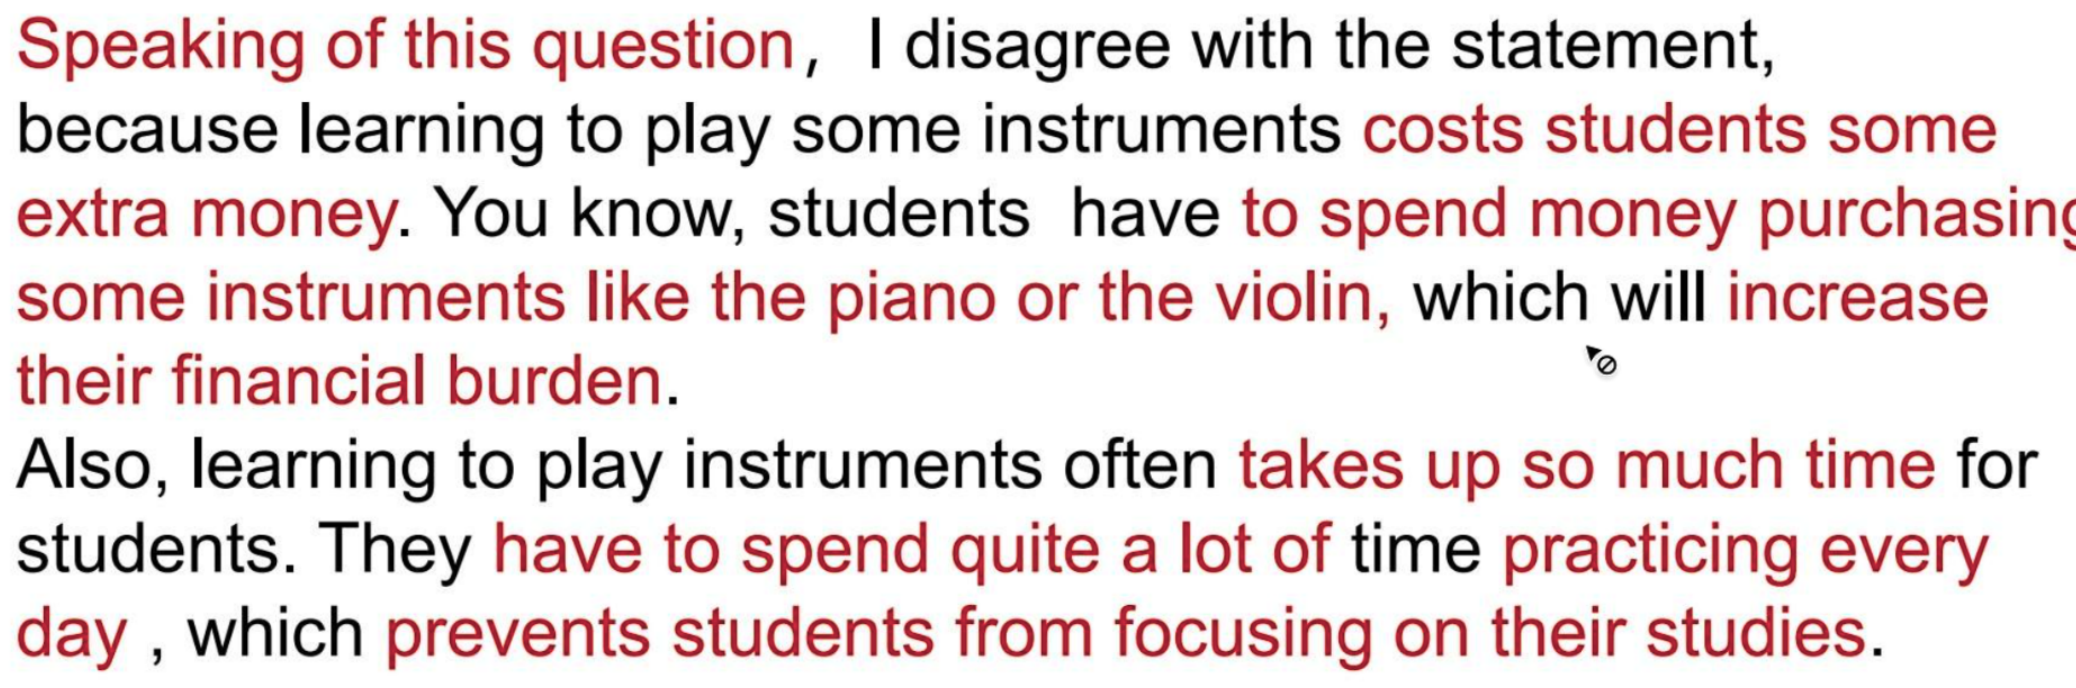 Speaking of this question， I disagree with the statement,
because learning to play some instruments costs students some
extra money. You know, students  have to spend money purchasing
some instruments like the piano or the violin, which will increase
their financial burden.
Also, learning to play instruments often takes up so much time for
students. They have to spend quite a lot of time practicing every
day , which prevents students from focusing on their studies.